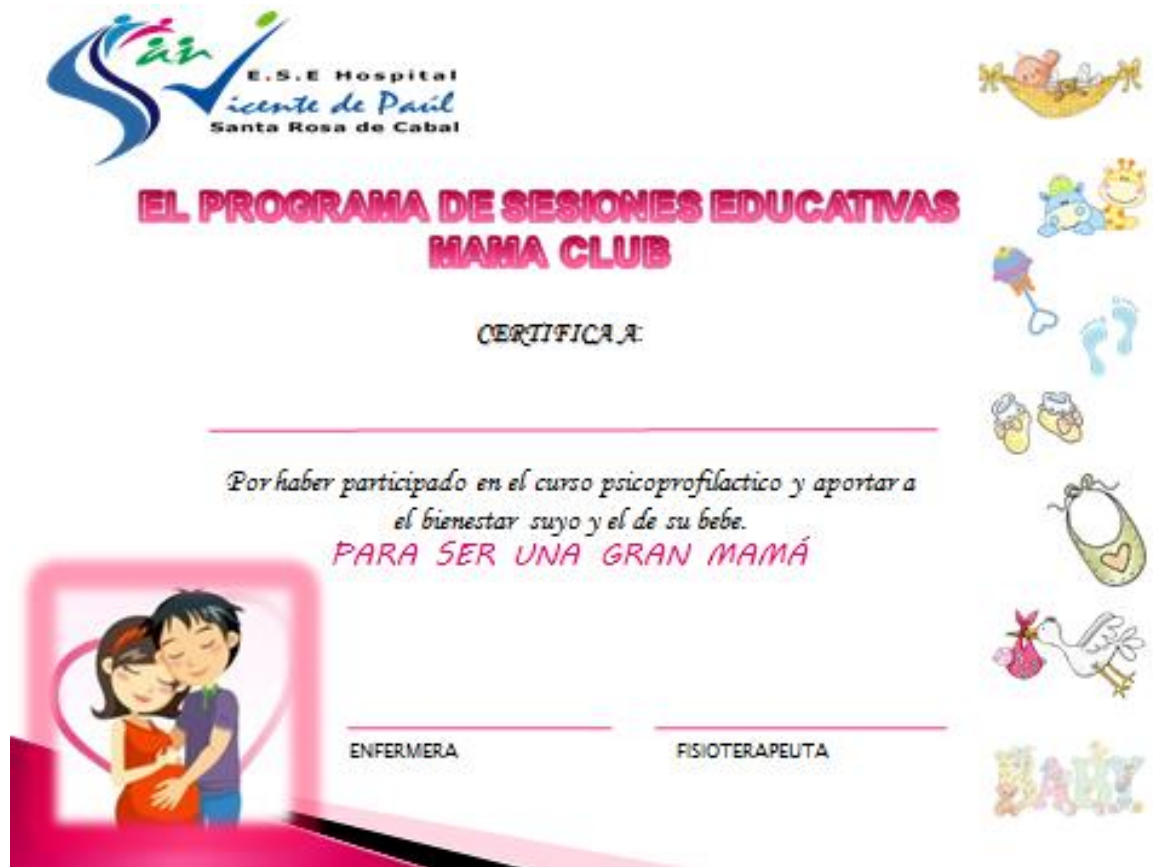 San
E.S.E Hospital
Vicente de Paúl
Santa Rosa de Cabal
EL PROGRAMA DE SESIONES EDUCATIVAS
MAMA CLUB
CERTIFICA A:
Por haber participado en el curso psicoprofilactico y aportar a
el bienestar suyo y el de su bebe.
PARA SER UNA GRAN MAMÁ
ENFERMERA
FISIOTERAPEUTA
BABY